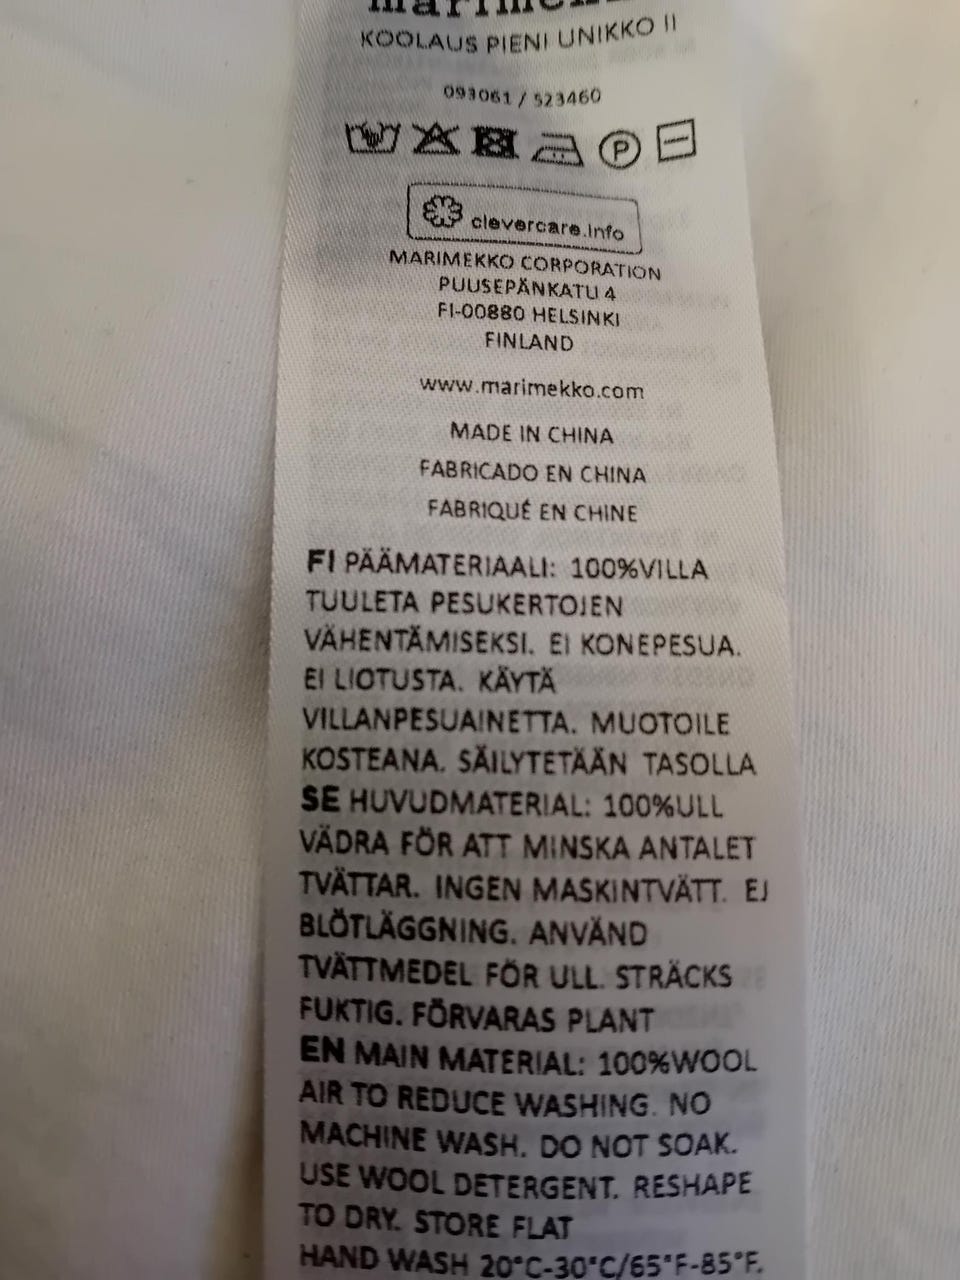 marimekko
KOOLAUS PIENI UNIKKO II
093061 / 523460
P
clevercare.info
MARIMEKKO CORPORATION
PUUSEPÄNKATU 4
FI-00880 HELSINKI
FINLAND
www.marimekko.com
MADE IN CHINA
FABRICADO EN CHINA
FABRIQUÉ EN CHINE
FI PÄÄMATERIAALI: 100%VILLA
TUULETA PESUKERTOJEN
VÄHENTÄMISEKSI. EI KONEPESUA.
EI LIOTUSTA. KÄYTÄ
VILLANPESUAINETTA. MUOTOILE
KOSTEANA. SÄILYTETÄÄN TASOLLA
SE HUVUDMATERIAL: 100%ULL
VÄDRA FÖR ATT MINSKA ANTALET
TVÄTTAR. INGEN MASKINTVÄTT. EJ
BLÖTLÄGGNING. ANVÄND
TVÄTTMEDEL FÖR ULL. STRÄCKS
FUKTIG. FÖRVARAS PLANT
EN MAIN MATERIAL: 100%WOOL
AIR TO REDUCE WASHING. NO
MACHINE WASH. DO NOT SOAK.
USE WOOL DETERGENT. RESHAPE
TO DRY. STORE FLAT
HAND WASH 20°C-30°C/65°F-85°F.